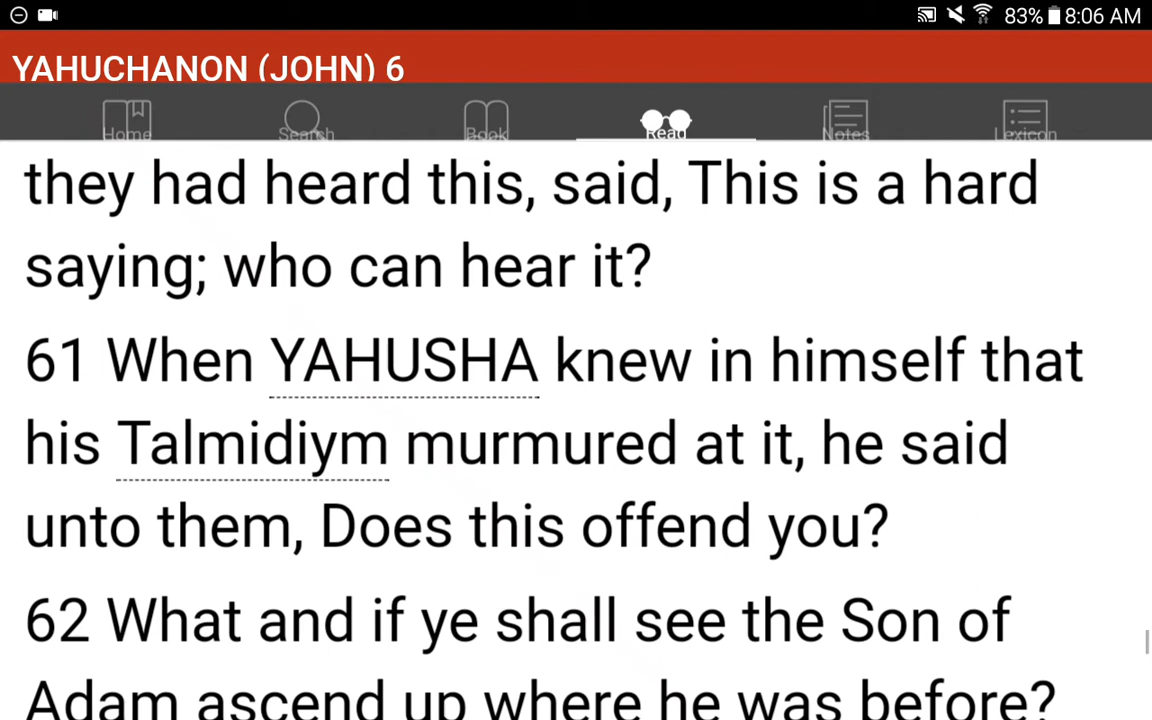 83% 8:06 AM
YAHUCHANON (JOHN) 6
Home Search Book Read Notes Lexicon
they had heard this, said, This is a hard
saying; who can hear it?
61 When YAHUSHA knew in himself that
his Talmidiym murmured at it, he said
unto them, Does this offend you?
62 What and if ye shall see the Son of
Adam ascend up where he was before?